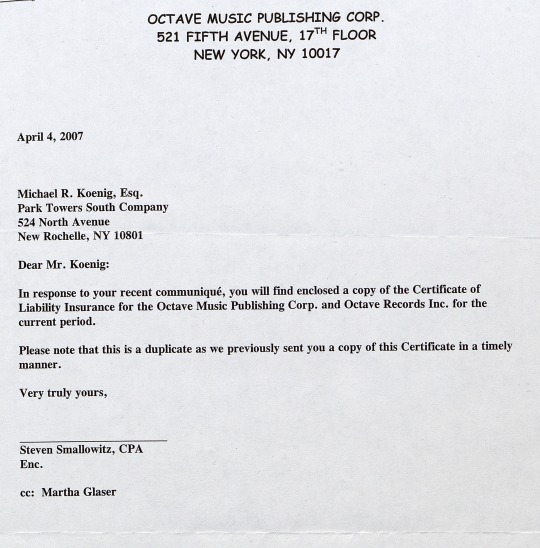 OCTAVE MUSIC PUBLISHING CORP.
521 FIFTH AVENUE, 17TH FLOOR
NEW YORK, NY 10017
April 4, 2007
Michael R. Koenig, Esq.
Park Towers South Company
524 North Avenue
New Rochelle, NY 10801
Dear Mr. Koenig:
In response to your recent communiqué, you will find enclosed a copy of the Certificate of
Liability Insurance for the Octave Music Publishing Corp. and Octave Records Inc. for the
current period.
Please note that this is a duplicate as we previously sent you a copy of this Certificate in a timely
manner.
Very truly yours,
Steven Smallowitz, CPA
Enc.
cc: Martha Glaser